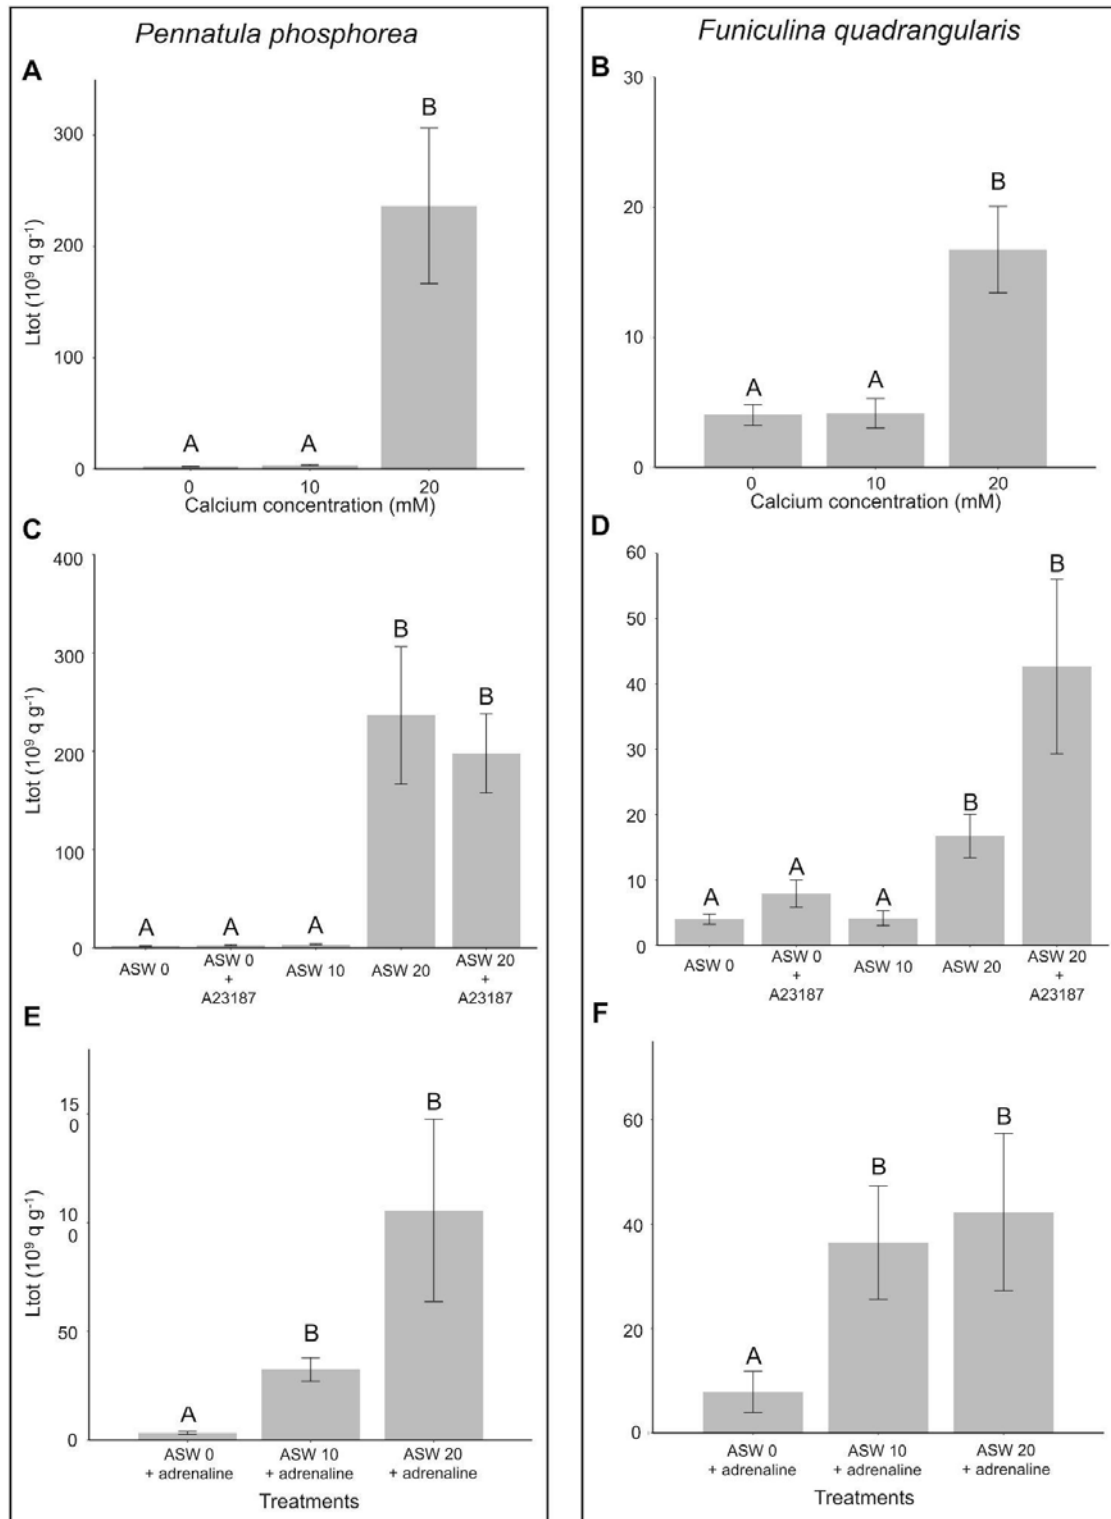 Pennatula phosphorea
Funiculina quadrangularis
A
Ltot (10⁹ q g⁻¹)
300
200
100
0
A
A
B
0
10
20
Calcium concentration (mM)
B
30
20
10
0
A
A
B
0
10
20
Calcium concentration (mM)
C
Ltot (10⁹ q g⁻¹)
400
300
200
100
0
A
A
A
B
B
ASW 0
ASW 0
+
A23187
ASW 10
ASW 20
ASW 20
+
A23187
D
60
50
40
30
20
10
0
A
A
A
B
B
ASW 0
ASW 0
+
A23187
ASW 10
ASW 20
ASW 20
+
A23187
E
Ltot (10⁹ q g⁻¹)
15
0
10
0
50
0
A
B
B
ASW 0
+ adrenaline
ASW 10
+ adrenaline
ASW 20
+ adrenaline
Treatments
F
60
40
20
0
A
B
B
ASW 0
+ adrenaline
ASW 10
+ adrenaline
ASW 20
+ adrenaline
Treatments